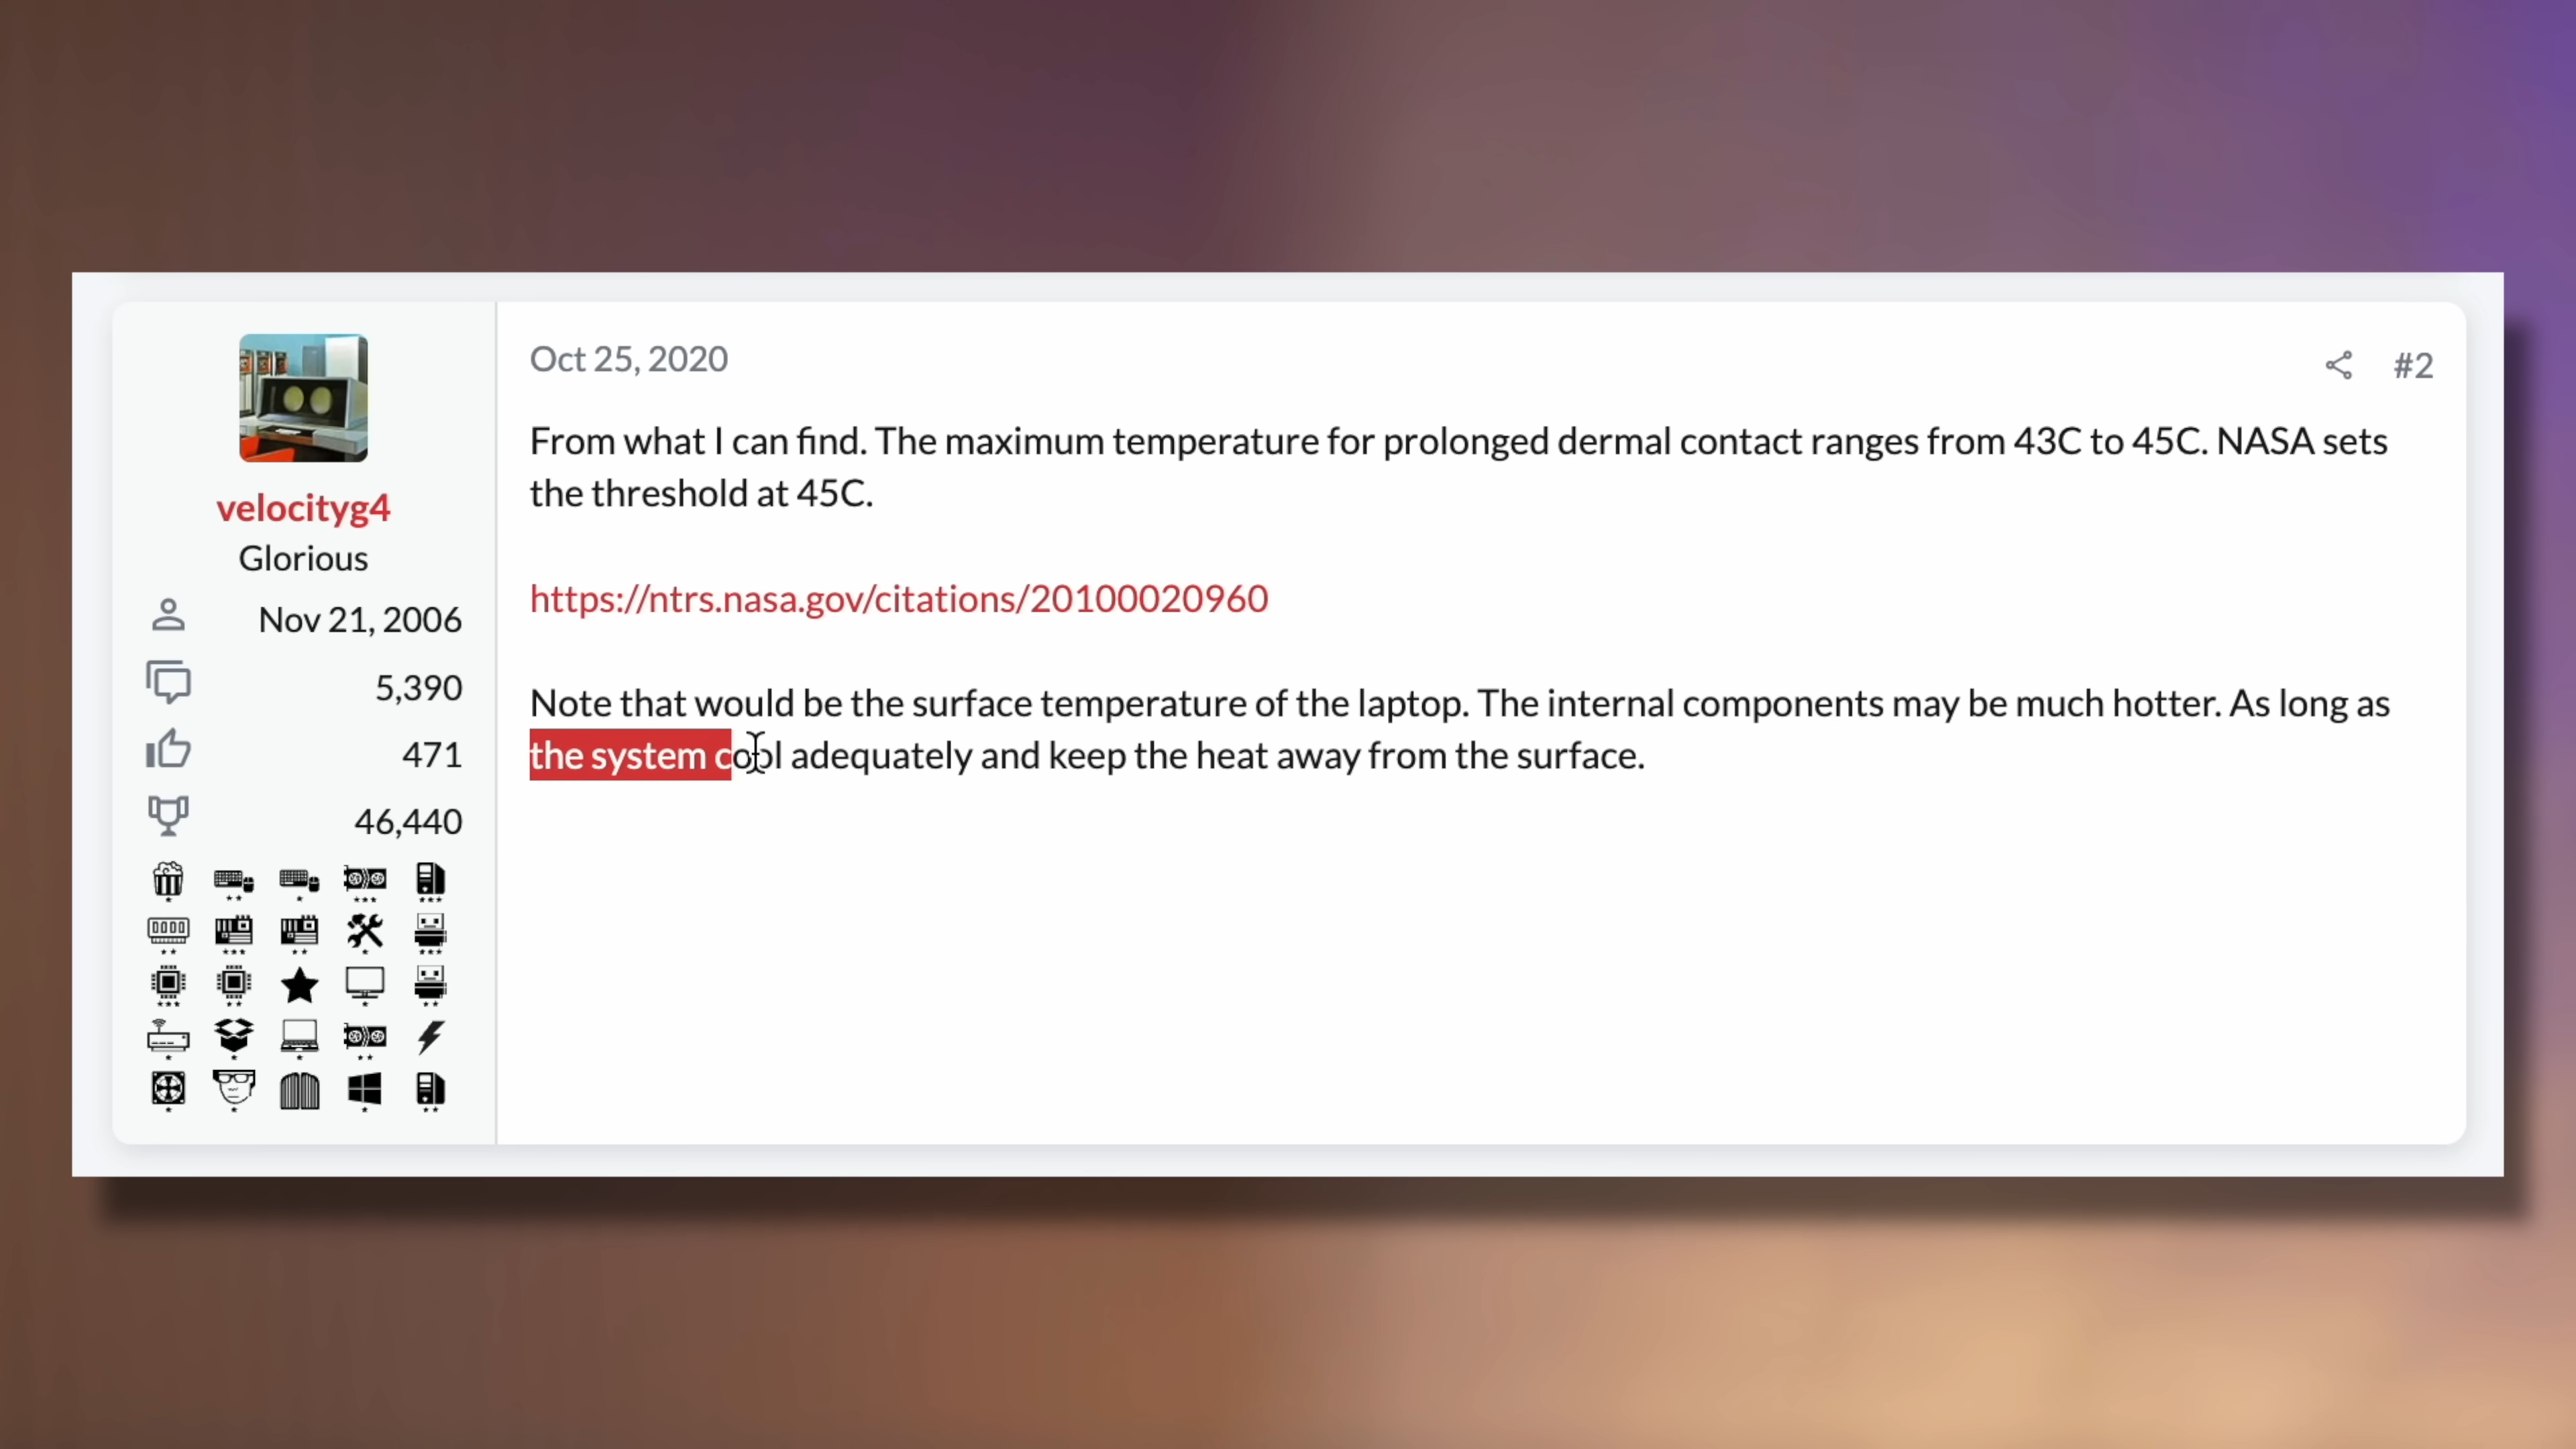 velocityg4
Glorious
Nov 21, 2006
5,390
471
46,440
Oct 25, 2020
#2
From what I can find. The maximum temperature for prolonged dermal contact ranges from 43C to 45C. NASA sets
the threshold at 45C.
https://ntrs.nasa.gov/citations/20100020960
Note that would be the surface temperature of the laptop. The internal components may be much hotter. As long as
the system cool adequately and keep the heat away from the surface.